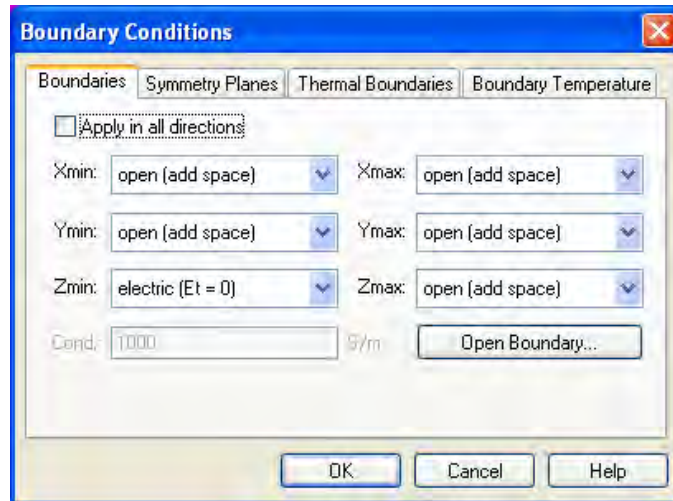 Boundary Conditions
Boundaries Symmetry Planes Thermal Boundaries Boundary Temperature
Apply in all directions
Xmin: open (add space) Xmax: open (add space)
Ymin: open (add space) Ymax: open (add space)
Zmin: electric (Et = 0) Zmax: open (add space)
Cond. 1000 S/m Open Boundary...
OK Cancel Help